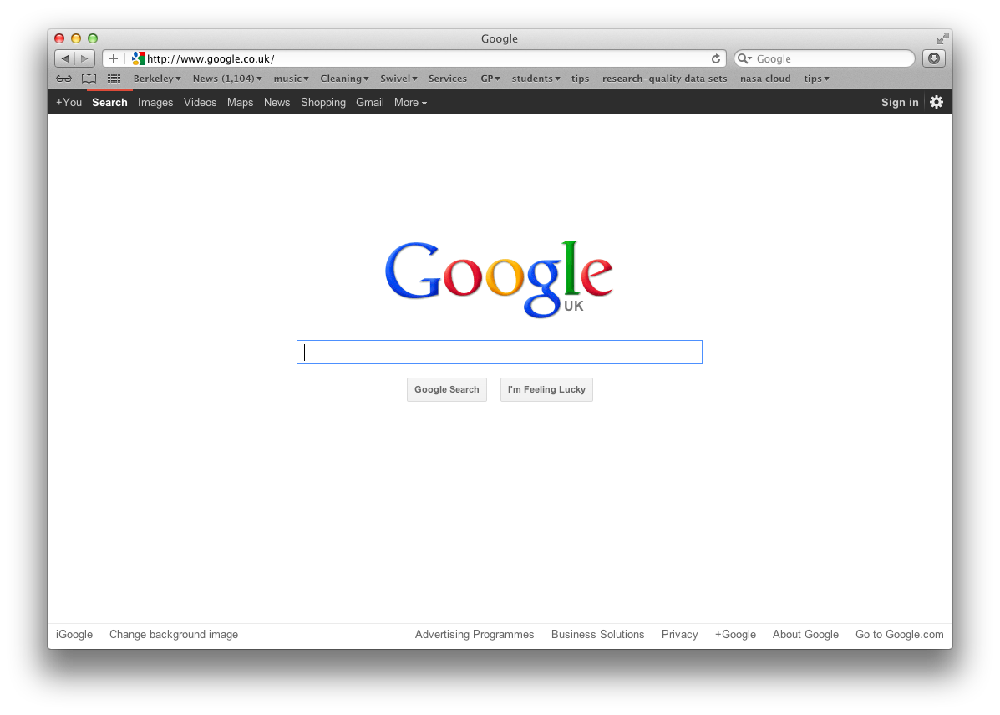 Google
http://www.google.co.uk/
Google
Berkeley News (1,104) music Cleaning Swivel Services GP students tips research-quality data sets nasa cloud tips
+You Search Images Videos Maps News Shopping Gmail More Sign in
Google
UK
Google Search I'm Feeling Lucky
iGoogle Change background image Advertising Programmes Business Solutions Privacy +Google About Google Go to Google.com